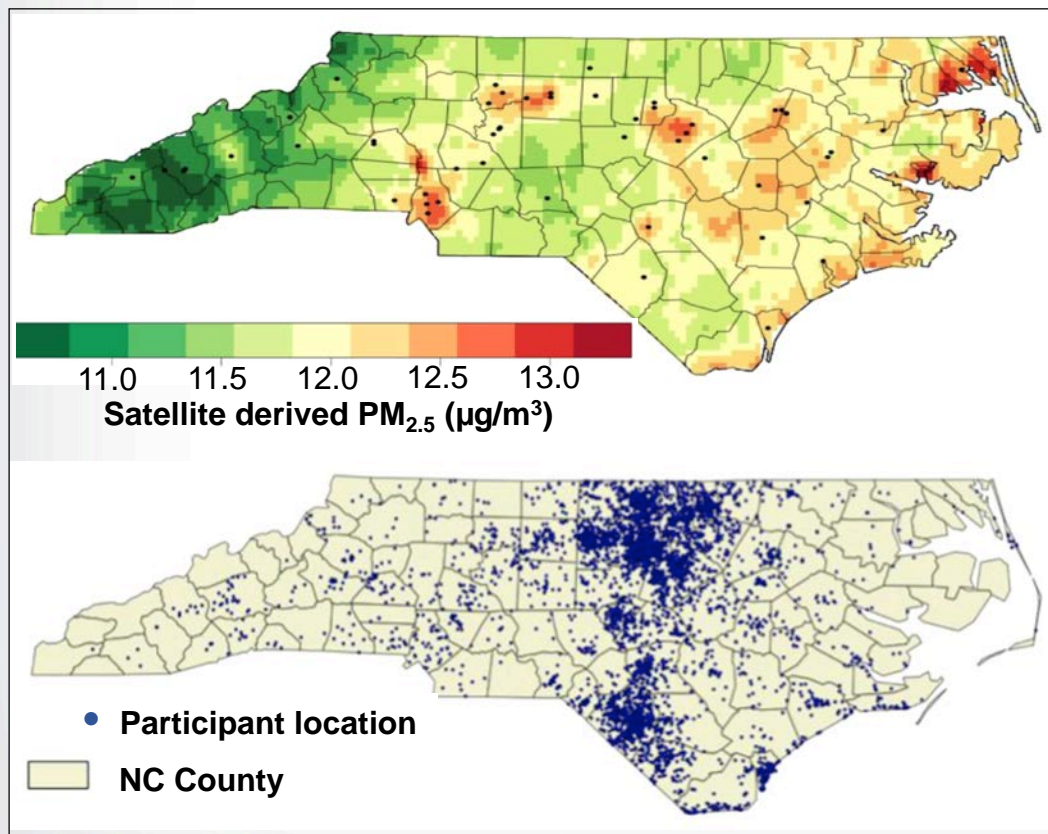 11.0 11.5 12.0 12.5 13.0
Satellite derived PM2.5 (µg/m³)
Participant location
NC County